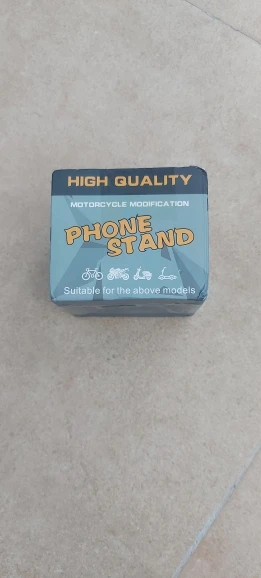 HIGH QUALITY
MOTORCYCLE MODIFICATION
PHONE
STAND
Suitable for the above models